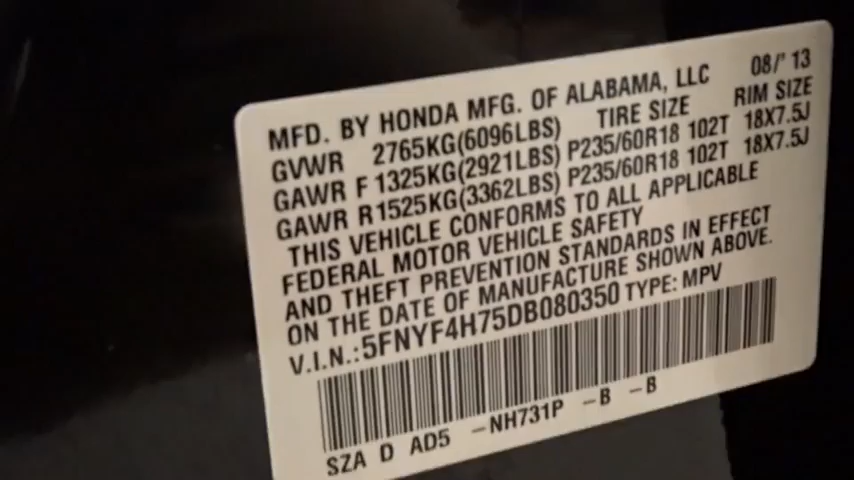 MFD. BY HONDA MFG. OF ALABAMA, LLC 08/' 13
GVWR 2765KG(6096LBS) TIRE SIZE RIM SIZE
GAWR F 1325KG(2921LBS) P235/60R18 102T 18X7.5J
GAWR R 1525KG(3362LBS) P235/60R18 102T 18X7.5J
THIS VEHICLE CONFORMS TO ALL APPLICABLE
FEDERAL MOTOR VEHICLE SAFETY
AND THEFT PREVENTION STANDARDS IN EFFECT
ON THE DATE OF MANUFACTURE SHOWN ABOVE.
V.I.N.:5FNYF4H75DB080350 TYPE: MPV
SZA D AD5 -NH731P -B -B